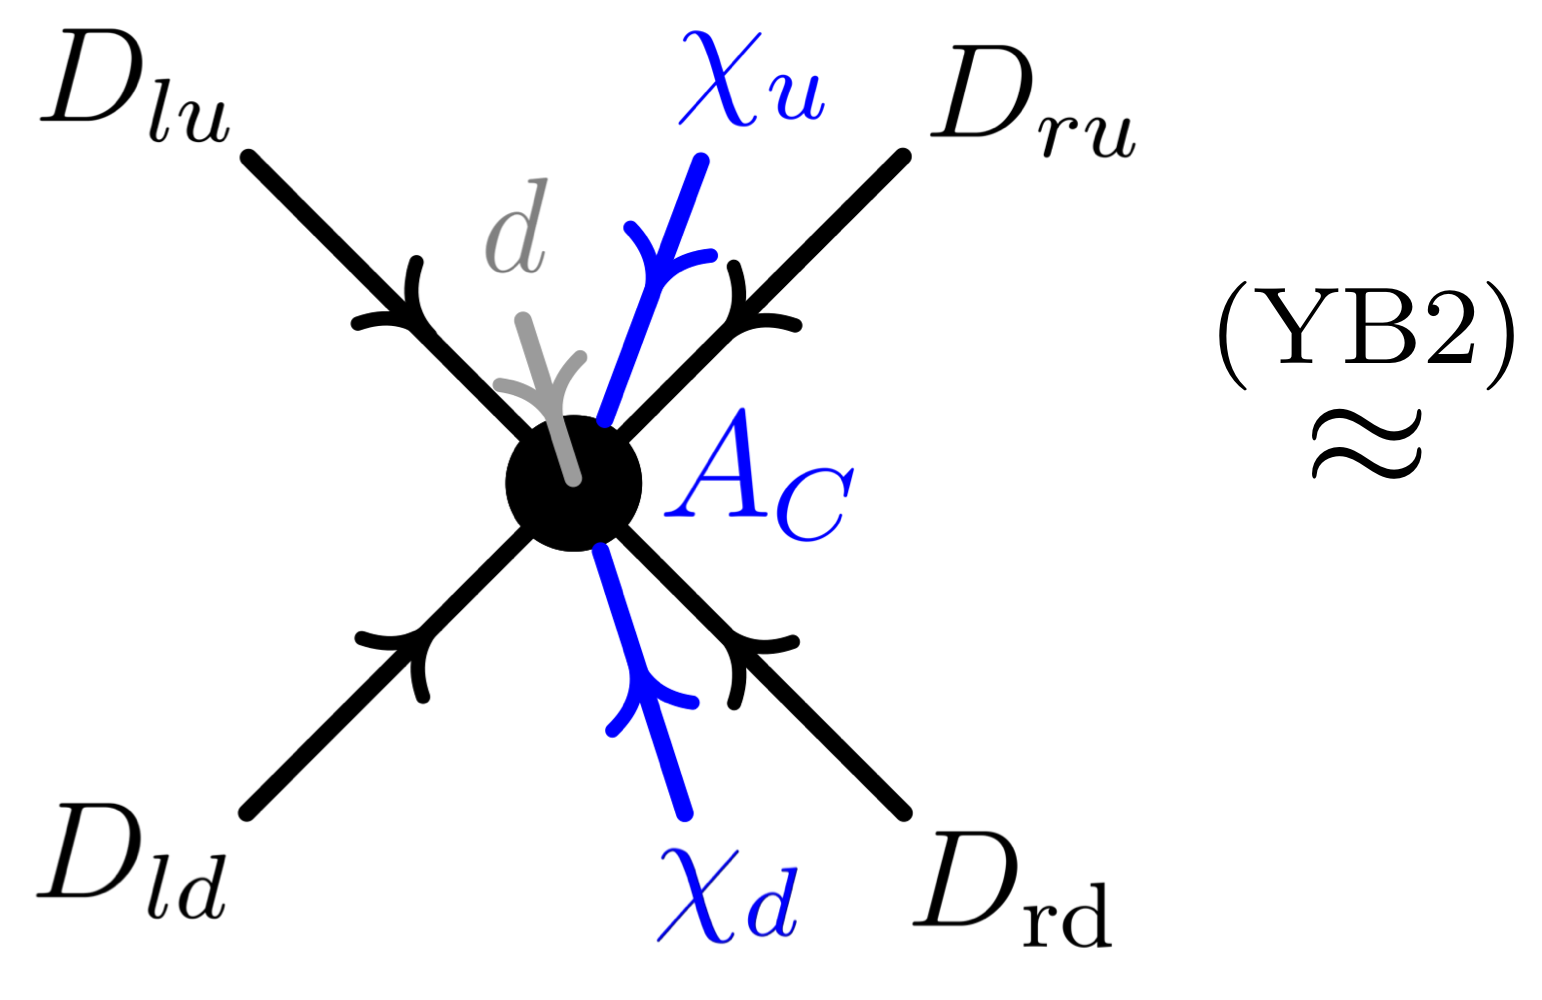 D_{lu}
χ_u
D_{ru}
d
(YB2)
≈
A_C
D_{ld}
χ_d
D_{rd}